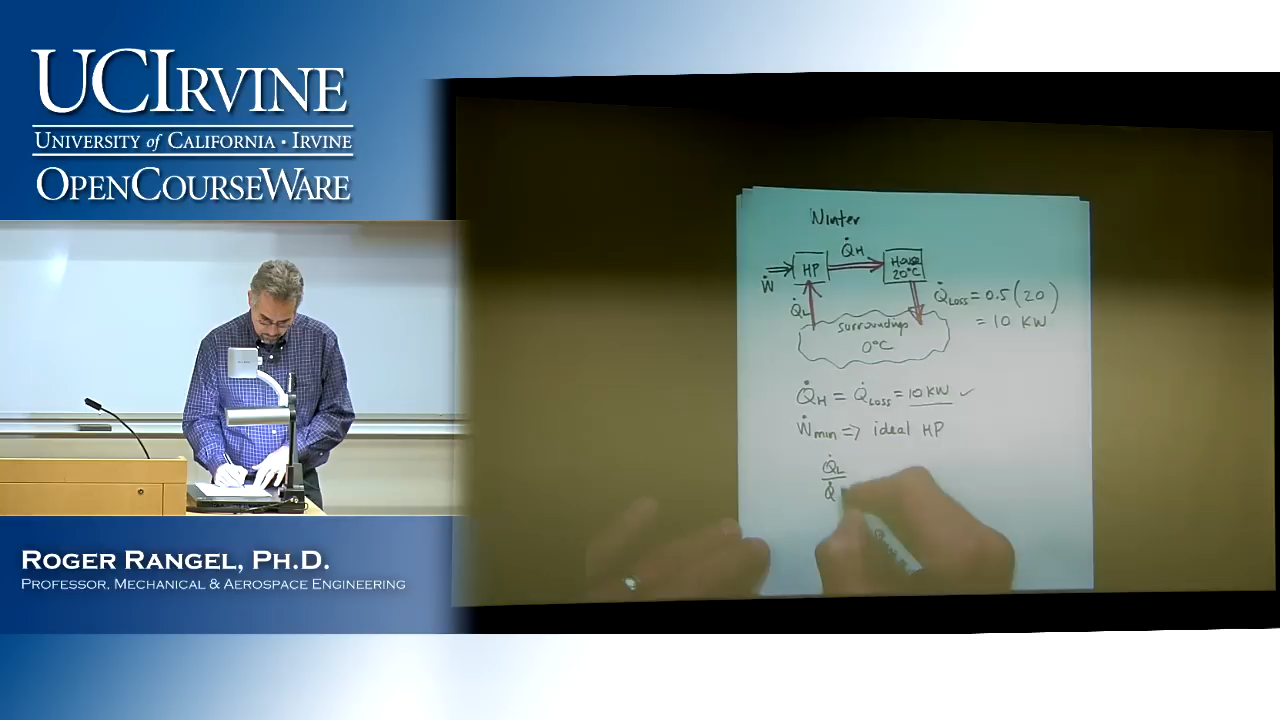 UCIRVINE
UNIVERSITY of CALIFORNIA · IRVINE
OPENCOURSEWARE
Winter
Q̇H
HP
House
20°C
Ẇ
Q̇L
Q̇Loss = 0.5 (20)
= 10 KW
surroundings
0°C
Q̇H = Q̇Loss = 10 KW ✓
Ẇmin => ideal HP
Q̇L
Q̇
ROGER RANGEL, PH.D.
PROFESSOR, MECHANICAL & AEROSPACE ENGINEERING